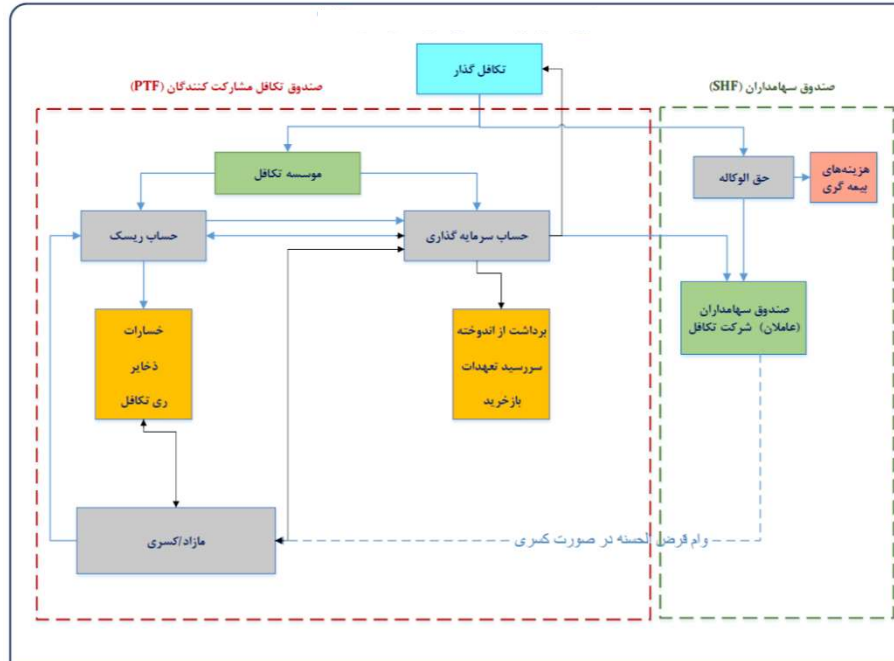 تکافل گذار
صندوق سهامداران (SHF)
صندوق تکافل مشارکت کنندگان (PTF)
هزینه‌های
بیمه گری
حق الوکاله
موسسه تکافل
حساب سرمایه گذاری
حساب ریسک
صندوق سهامداران
(عاملان) شرکت تکافل
برداشت از اندوخته
سررسید تعهدات
بازخرید
خسارات
ذخایر
ری تکافل
وام قرض الحسنه در صورت کسری
مازاد/کسری